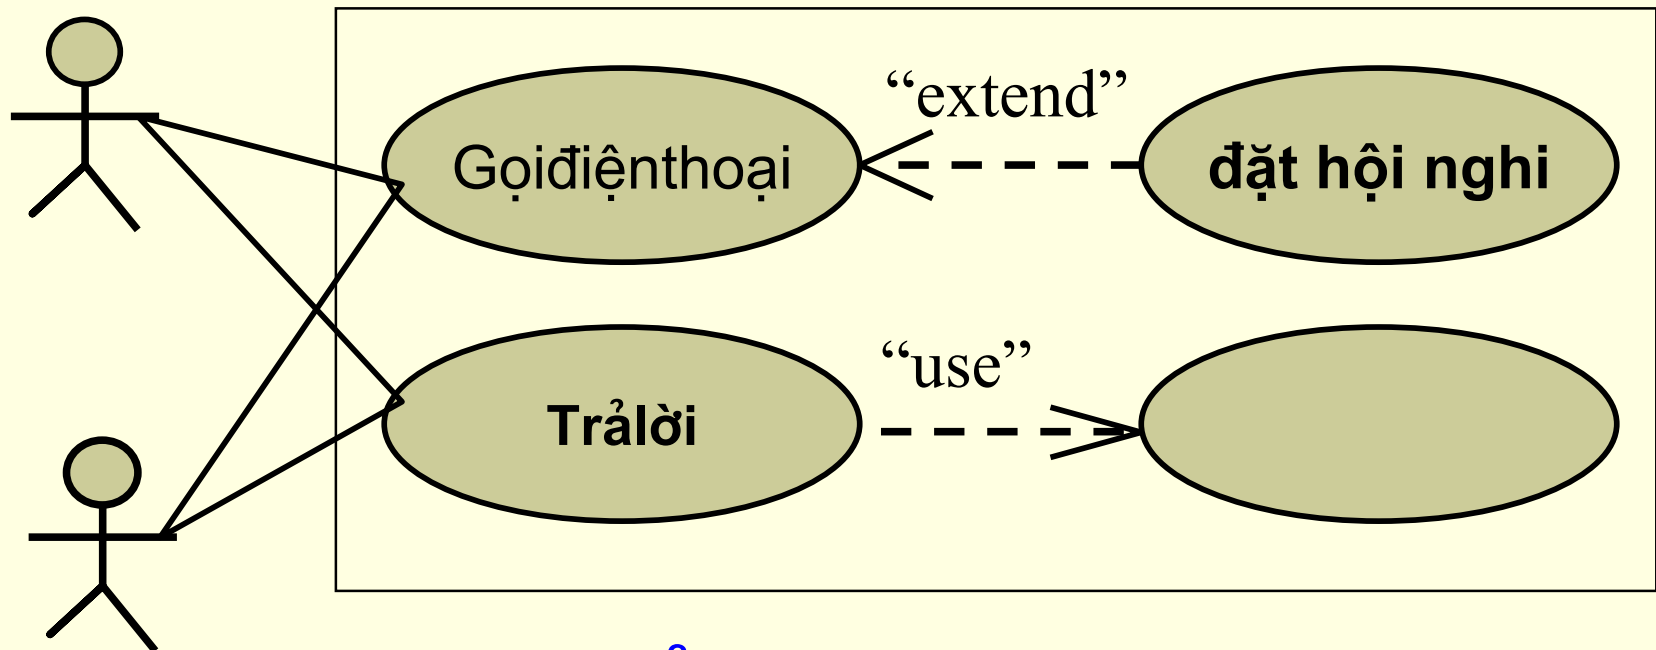 “extend”
Gọiđiệnthoại
đặt hội nghi
“use”
Trảlời